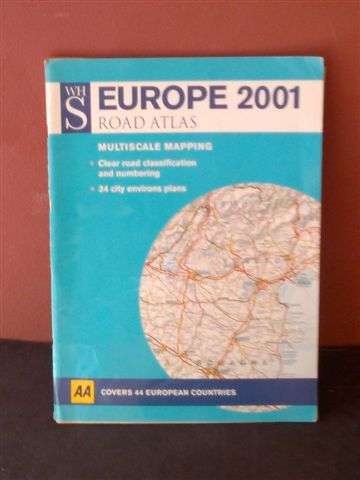 WH
S
EUROPE 2001
ROAD ATLAS
MULTISCALE MAPPING
• Clear road classification
and numbering
• 34 city environs plans
AA
COVERS 44 EUROPEAN COUNTRIES